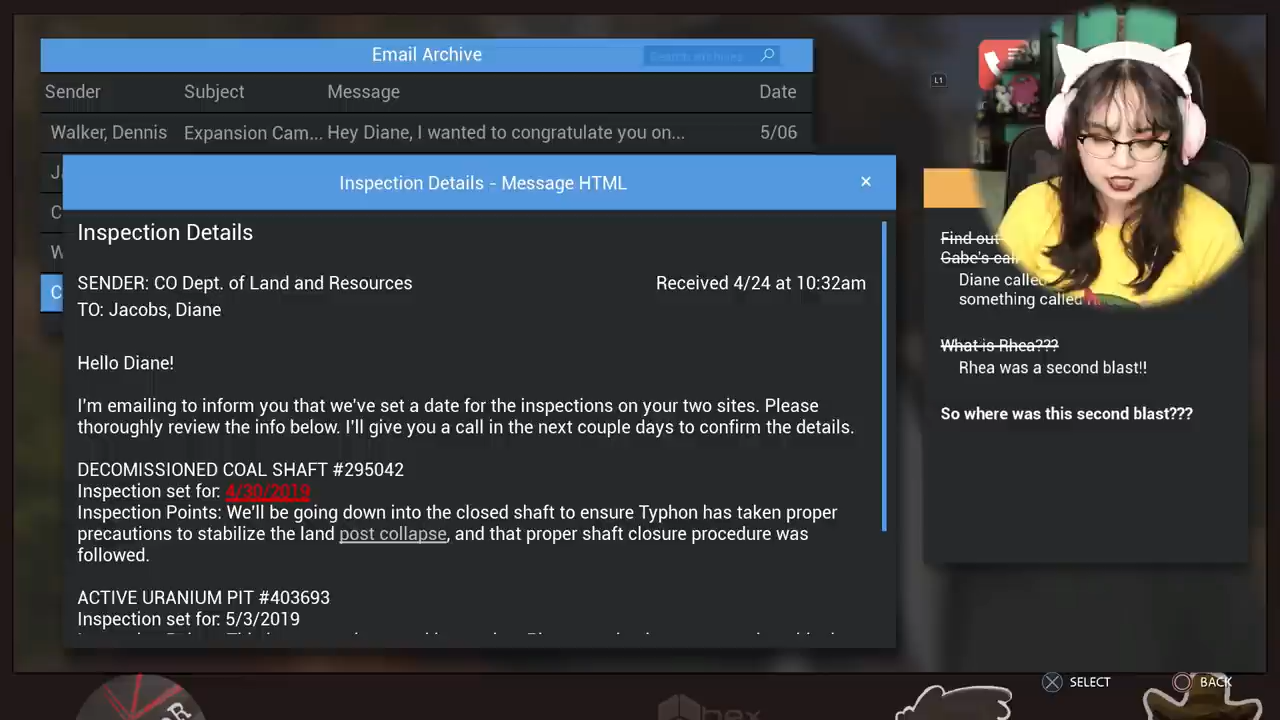 Email Archive
Search archives
L1
Sender Subject Message Date
Walker, Dennis Expansion Cam... Hey Diane, I wanted to congratulate you on... 5/06
Inspection Details - Message HTML
Inspection Details
SENDER: CO Dept. of Land and Resources Received 4/24 at 10:32am
TO: Jacobs, Diane
Hello Diane!
I'm emailing to inform you that we've set a date for the inspections on your two sites. Please
thoroughly review the info below. I'll give you a call in the next couple days to confirm the details.
DECOMISSIONED COAL SHAFT #295042
Inspection set for: 4/30/2019
Inspection Points: We'll be going down into the closed shaft to ensure Typhon has taken proper
precautions to stabilize the land post collapse, and that proper shaft closure procedure was
followed.
ACTIVE URANIUM PIT #403693
Inspection set for: 5/3/2019
Find out
Gabe's call
Diane called
something called
What is Rhea???
Rhea was a second blast!!
So where was this second blast???
SELECT
BACK